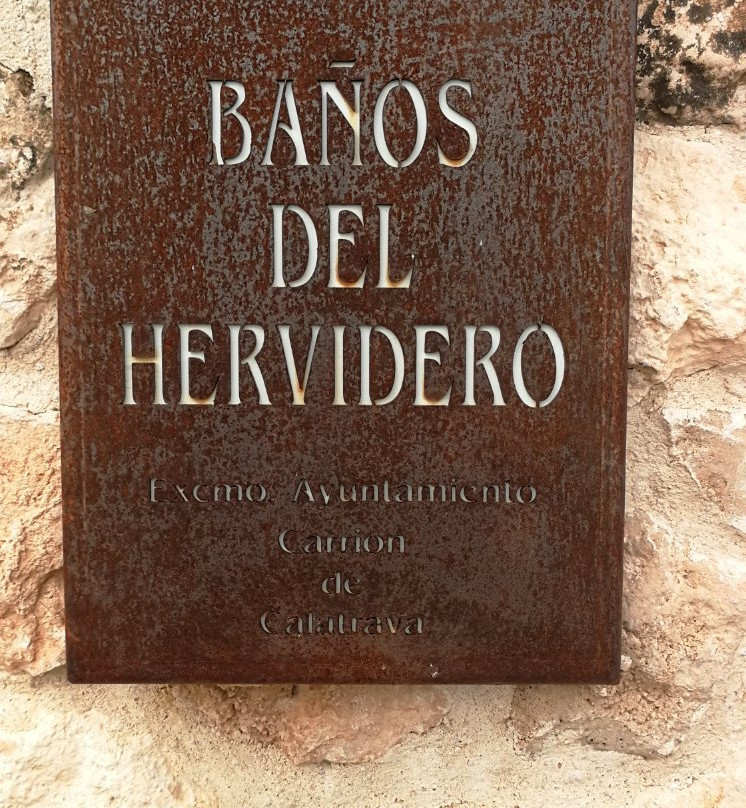 BAÑOS
DEL
HERVIDERO
Excmo. Ayuntamiento
Carrion
de
Calatrava